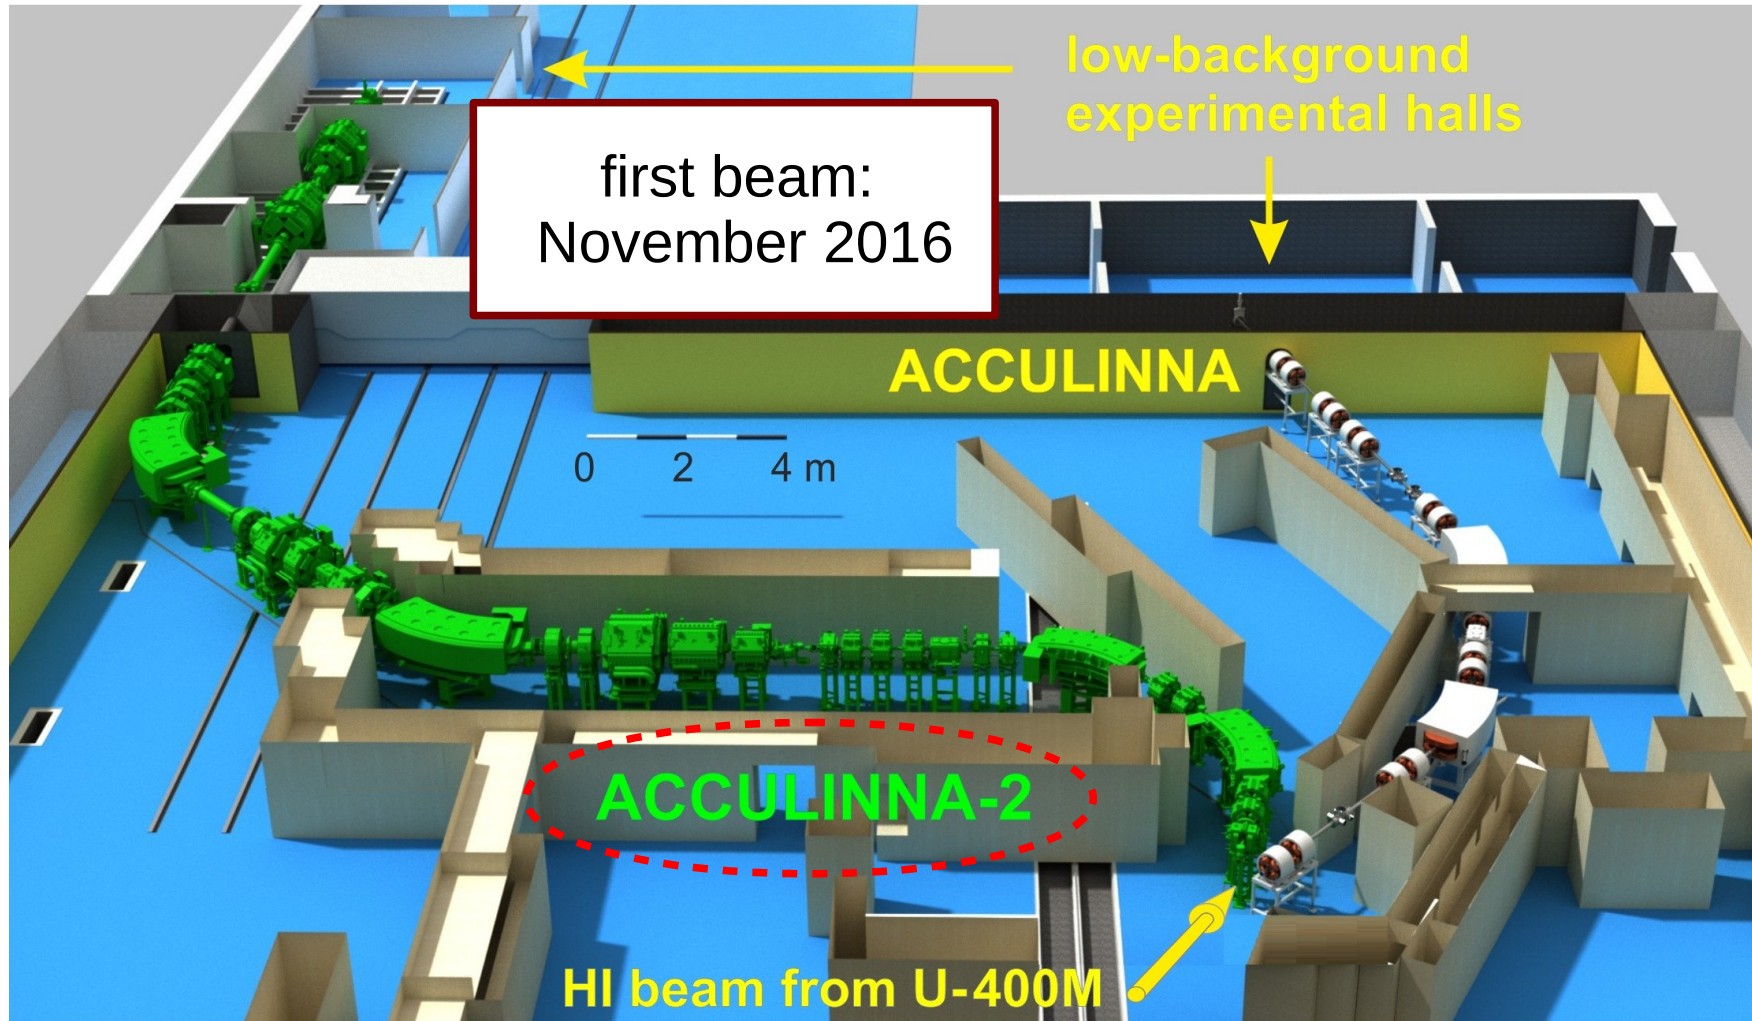 low-background
experimental halls
first beam:
November 2016
ACCULINNA
0 2 4 m
ACCULINNA-2
HI beam from U-400M